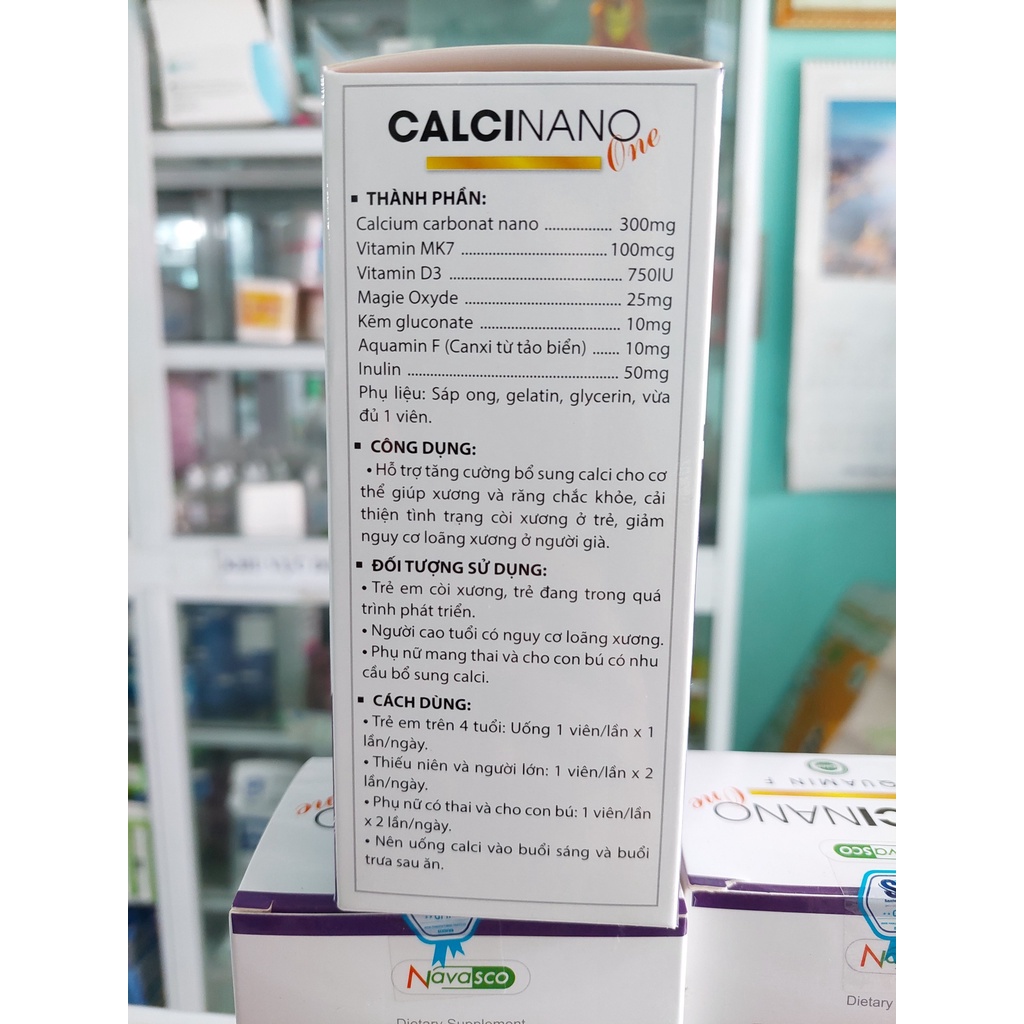 CALCINANO
One
▪ THÀNH PHẦN:
Calcium carbonat nano ................. 300mg
Vitamin MK7 ..................................... 100mcg
Vitamin D3 ........................................... 750IU
Magie Oxyde ....................................... 25mg
Kẽm gluconate ................................... 10mg
Aquamin F (Canxi từ tảo biển) ....... 10mg
Inulin ..................................................... 50mg
Phụ liệu: Sáp ong, gelatin, glycerin, vừa
đủ 1 viên.
▪ CÔNG DỤNG:
• Hỗ trợ tăng cường bổ sung calci cho cơ
thể giúp xương và răng chắc khỏe, cải
thiện tình trạng còi xương ở trẻ, giảm
nguy cơ loãng xương ở người già.
▪ ĐỐI TƯỢNG SỬ DỤNG:
• Trẻ em còi xương, trẻ đang trong quá
trình phát triển.
• Người cao tuổi có nguy cơ loãng xương.
• Phụ nữ mang thai và cho con bú có nhu
cầu bổ sung calci.
▪ CÁCH DÙNG:
• Trẻ em trên 4 tuổi: Uống 1 viên/lần x 1
lần/ngày.
• Thiếu niên và người lớn: 1 viên/lần x 2
lần/ngày.
• Phụ nữ có thai và cho con bú: 1 viên/lần
x 2 lần/ngày.
• Nên uống calci vào buổi sáng và buổi
trưa sau ăn.
QUAMIN F
CINANO
One
vasco
Navasco
Dietary Supplement
Dietary